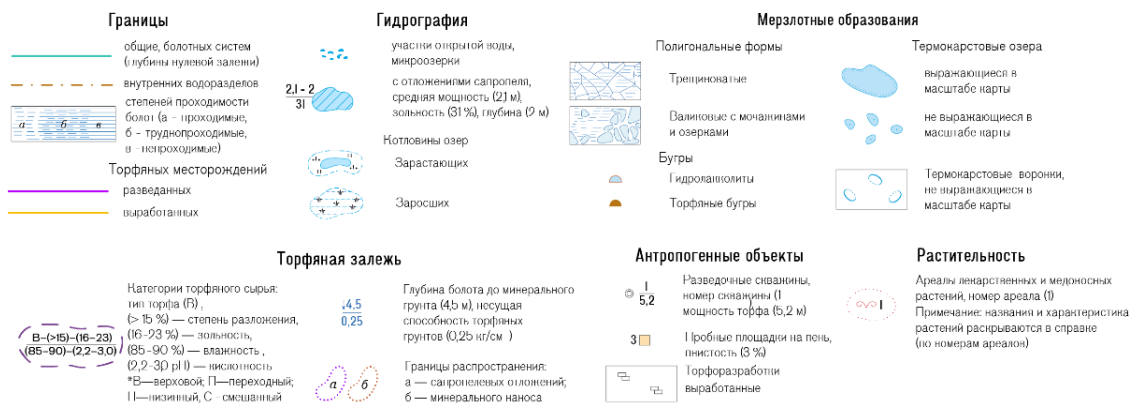 Границы
общие, болотных систем
(глубины нулевой залежи)
внутренних водоразделов
степеней проходимости
болот (а - проходимые,
б - труднопроходимые,
в - непроходимые)
а б в
Торфяных месторождений
разведанных
выработанных
Гидрография
участки открытой воды,
микроозерки
2,1 - 2
31
с отложениями сапропеля,
средняя мощность (2,1 м),
зольность (31 %), глубина (2 м)
Котловины озер
Зарастающих
Заросших
Мерзлотные образования
Полигональные формы
Трещиноватые
Валиковые с мочажинами
и озерками
Бугры
Гидролакколиты
Торфяные бугры
Термокарстовые озера
выражающиеся в
масштабе карты
не выражающиеся в
масштабе карты
Термокарстовые воронки,
не выражающиеся в
масштабе карты
Торфяная залежь
В–(>15)–(16–23)
(85–90)–(2,2–3,0)
Категории торфяного сырья:
тип торфа (В) ,
(> 15 %) — степень разложения,
(16-23 %) — зольность,
(85-90 %) — влажность ,
(2,2-3,0 pH) — кислотность
*В—верховой; П—переходный;
Н—низинный, С - смешанный
↓4,5
0,25
Глубина болота до минерального
грунта (4,5 м), несущая
способность торфяных
грунтов (0,25 кг/см )
а б
Границы распространения:
а — сапропелевых отложений;
б — минерального наноса
Антропогенные объекты
1
5,2
Разведочные скважины,
номер скважины (1
мощность торфа (5,2 м)
3
Пробные площадки на пень,
пнистость (3 %)
Торфоразработки
выработанные
Растительность
1
Ареалы лекарственных и медоносных
растений, номер ареала (1)
Примечание: названия и характеристика
растений раскрываются в справке
(по номерам ареалов)